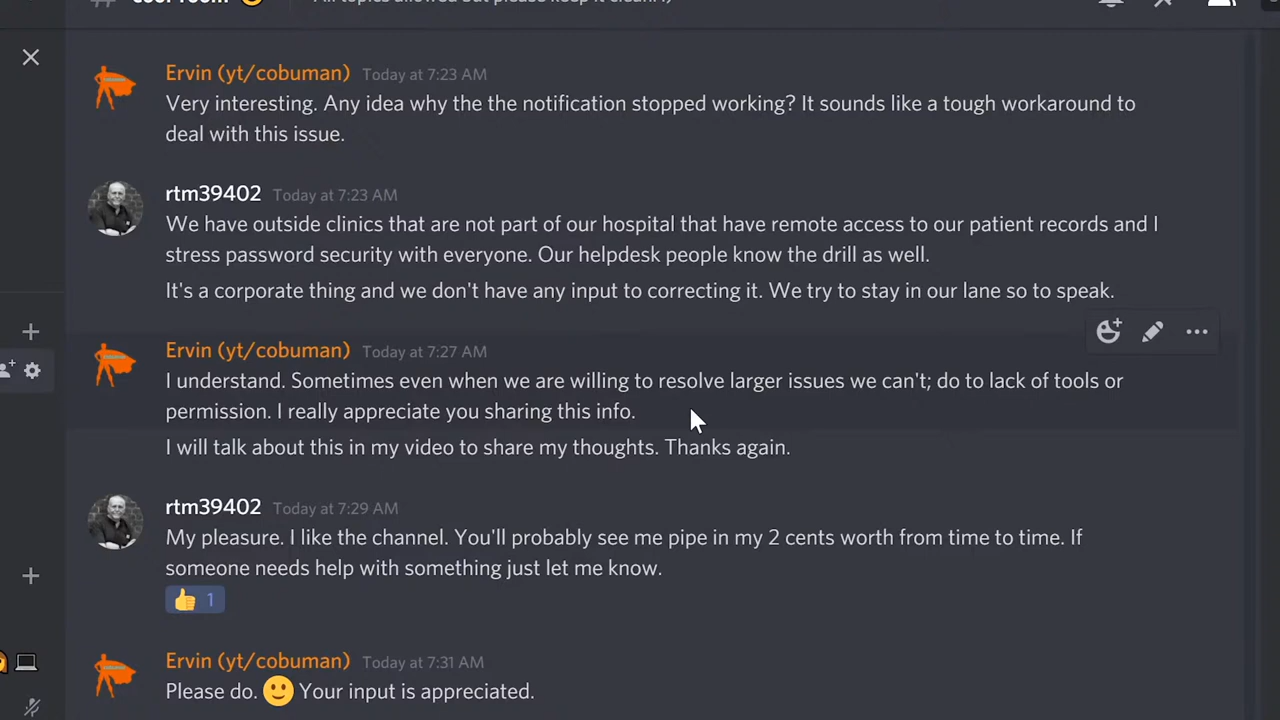 Ervin (yt/cobuman) Today at 7:23 AM
Very interesting. Any idea why the the notification stopped working? It sounds like a tough workaround to
deal with this issue.
rtm39402 Today at 7:23 AM
We have outside clinics that are not part of our hospital that have remote access to our patient records and I
stress password security with everyone. Our helpdesk people know the drill as well.
It's a corporate thing and we don't have any input to correcting it. We try to stay in our lane so to speak.
Ervin (yt/cobuman) Today at 7:27 AM
I understand. Sometimes even when we are willing to resolve larger issues we can't; do to lack of tools or
permission. I really appreciate you sharing this info.
I will talk about this in my video to share my thoughts. Thanks again.
rtm39402 Today at 7:29 AM
My pleasure. I like the channel. You'll probably see me pipe in my 2 cents worth from time to time. If
someone needs help with something just let me know.
👍 1
Ervin (yt/cobuman) Today at 7:31 AM
Please do. 🙂 Your input is appreciated.